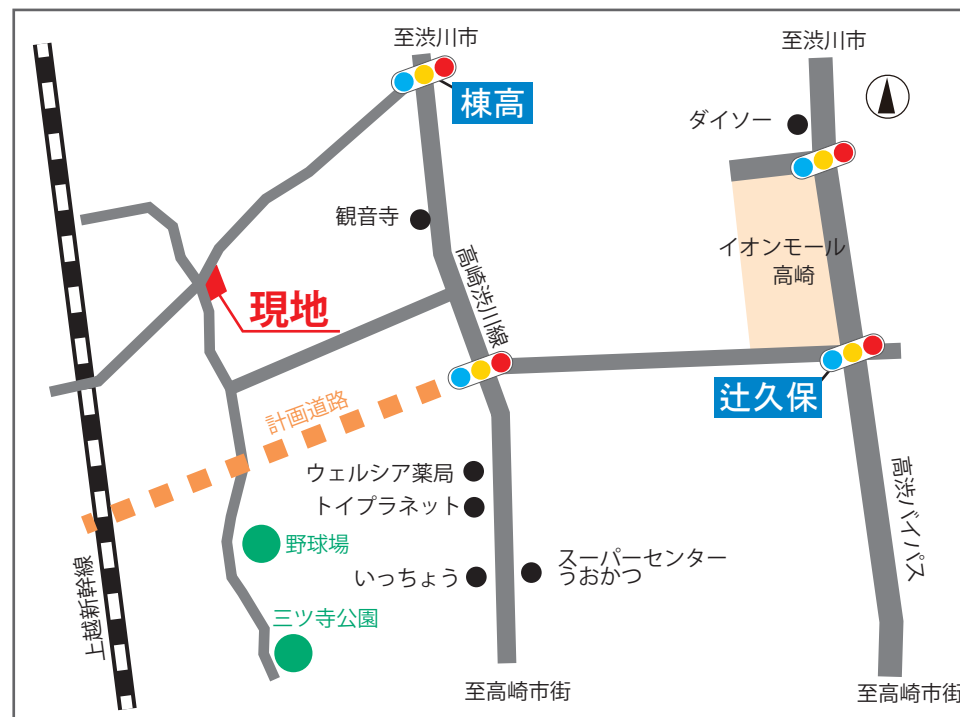 至渋川市
至渋川市
棟高
ダイソー
観音寺
イオンモール
高崎
高崎渋川線
現地
辻久保
計画道路
ウェルシア薬局
トイプラネット
高渋バイパス
野球場
スーパーセンター
うおかつ
いっちょう
上越新幹線
三ツ寺公園
至高崎市街
至高崎市街